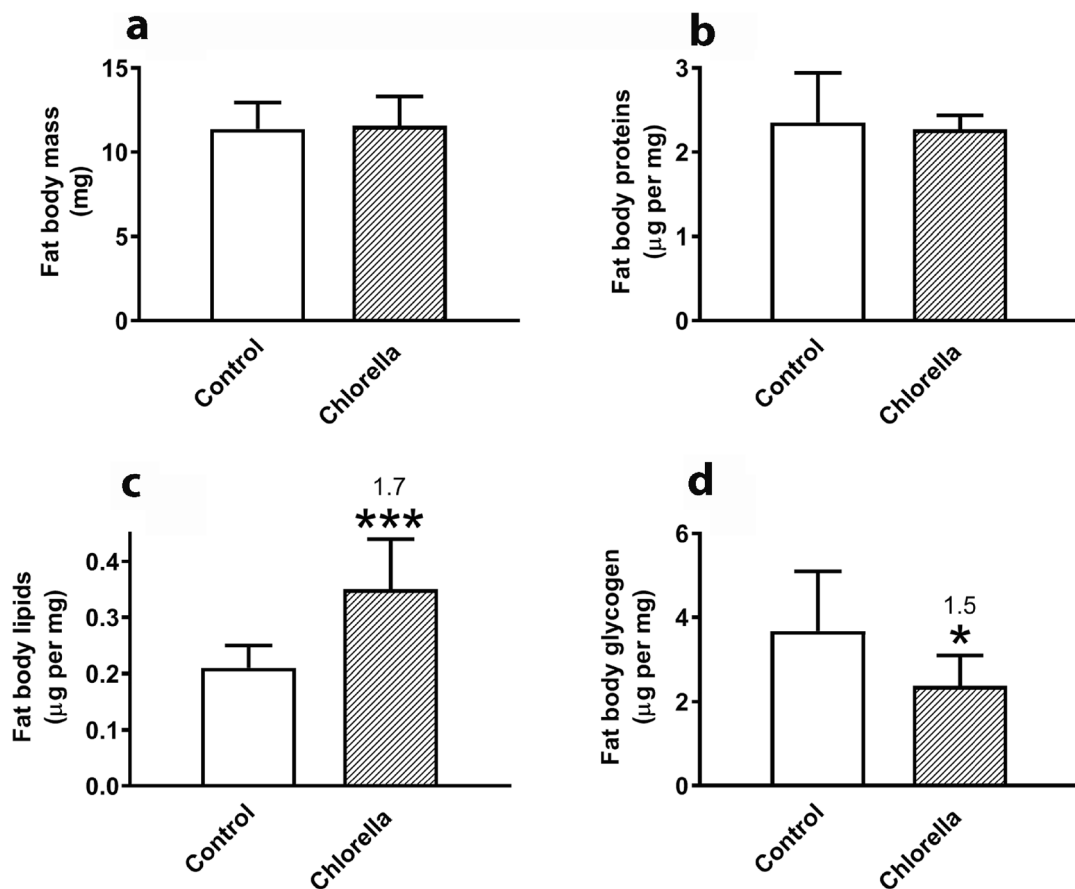 a
Fat body mass
(mg)
15
10
5
0
Control
Chlorella
b
Fat body proteins
(μg per mg)
3
2
1
0
Control
Chlorella
c
Fat body lipids
(μg per mg)
0.4
0.3
0.2
0.1
0.0
1.7
***
Control
Chlorella
d
Fat body glycogen
(μg per mg)
6
4
2
0
1.5
*
Control
Chlorella